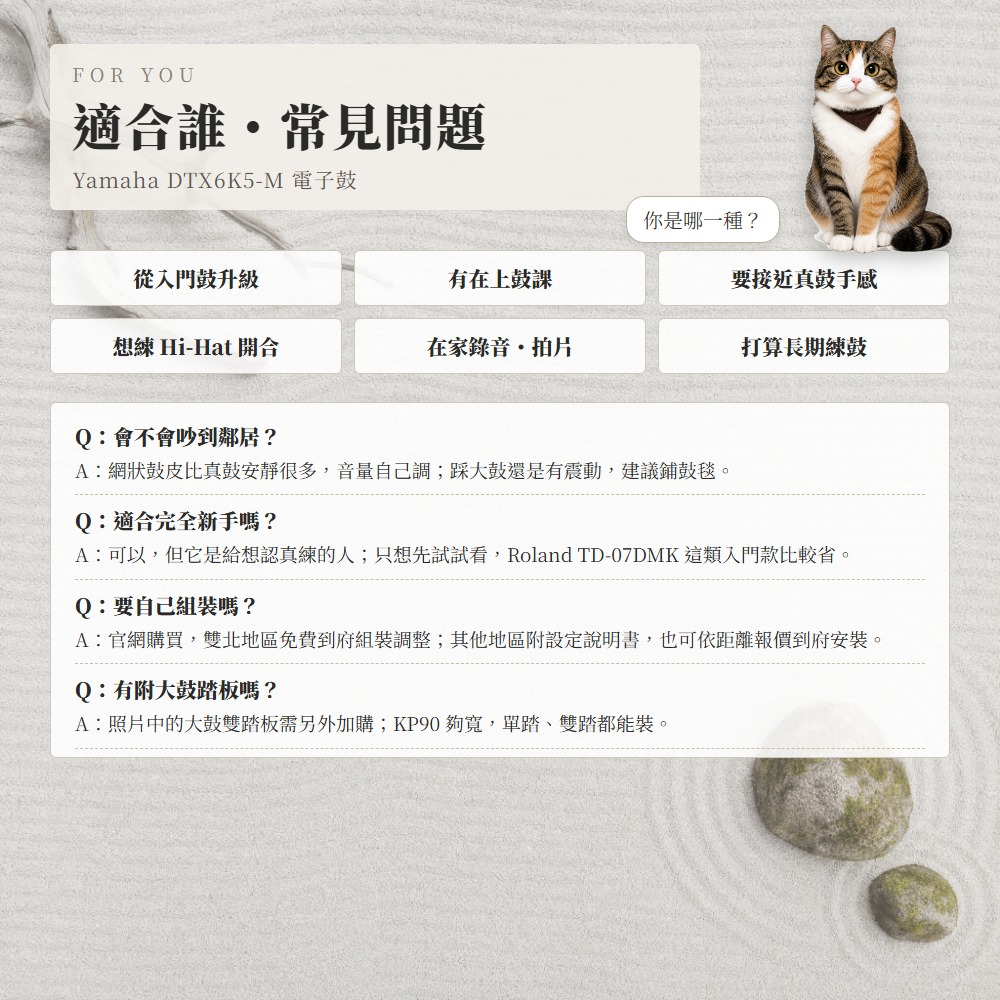 FOR YOU
適合誰・常見問題
Yamaha DTX6K5-M 電子鼓
你是哪一種？
從入門鼓升級
有在上鼓課
要接近真鼓手感
想練 Hi-Hat 開合
在家錄音・拍片
打算長期練鼓
Q：會不會吵到鄰居？
A：網狀鼓皮比真鼓安靜很多，音量自己調；踩大鼓還是有震動，建議鋪鼓毯。
Q：適合完全新手嗎？
A：可以，但它是給想認真練的人；只想先試試看，Roland TD-07DMK 這類入門款比較省。
Q：要自己組裝嗎？
A：官網購買，雙北地區免費到府組裝調整；其他地區附設定說明書，也可依距離報價到府安裝。
Q：有附大鼓踏板嗎？
A：照片中的大鼓雙踏板需另外加購；KP90 夠寬，單踏、雙踏都能裝。